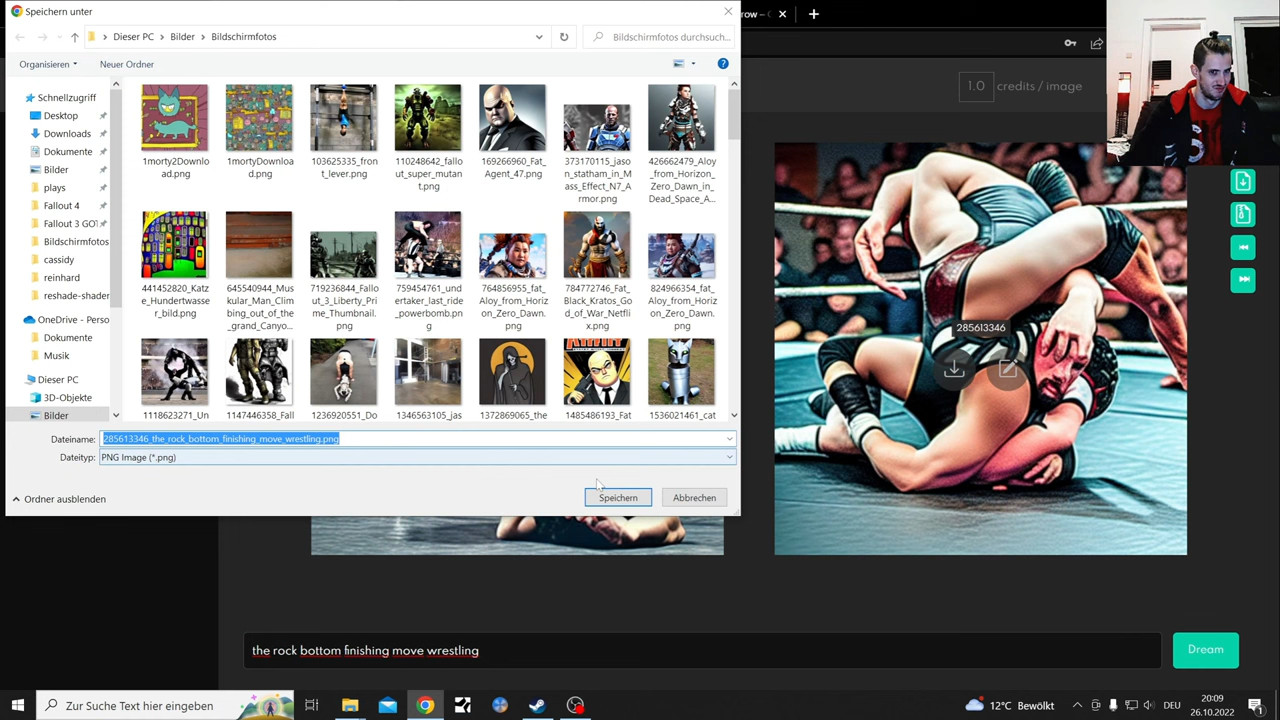 Speichern unter
row – 
Dieser PC
Bilder
Bildschirmfotos
Bildschirmfotos durchsuch...
Organisieren
Neuer Ordner
1.0 credits / image
Schnellzugriff
Desktop
Downloads
Dokumente
Bilder
plays
Fallout 4
Fallout 3 GOT
Bildschirmfotos
cassidy
reinhard
reshade-shader
OneDrive - Perso
Dokumente
Musik
Dieser PC
3D-Objekte
Bilder
1morty2Downlo
ad.png
1mortyDownloa
d.png
103625335_fron
t_lever.png
110248642_fallo
ut_super_mutan
t.png
169266960_Fat_
Agent_47.png
373170115_jaso
n_statham_in_M
ass_Effect_N7_A
rmor.png
426662479_Aloy
_from_Horizon_
Zero_Dawn_in_
Dead_Space_A...
441452820_Katz
e_Hundertwasse
r_bild.png
645540944_Mus
kular_Man_Clim
bing_out_of_the
_grand_Canyo...
719236844_Fallo
ut_3_Liberty_Pri
me_Thumbnail.
png
759454761_und
ertaker_last_ride
_powerbomb.png
764856955_fat_
Aloy_from_Horiz
on_Zero_Dawn.
png
784772746_Fat_
Black_Kratos_Go
d_of_War_Netfli
x.png
824966354_fat_
Aloy_from_Horiz
on_Zero_Dawn.p
ng
1118623271_Un
1147446358_Fall
1236920551_Do
1346563105_jas
1372869065_the
1485486193_Fat
1536021461_cat
Dateiname:
285613346_the_rock_bottom_finishing_move_wrestling.png
Dateityp:
PNG Image (*.png)
Ordner ausblenden
Speichern
Abbrechen
285613346
the rock bottom finishing move wrestling
Dream
Zur Suche Text hier eingeben
12°C Bewölkt
DEU
20:09
26.10.2022